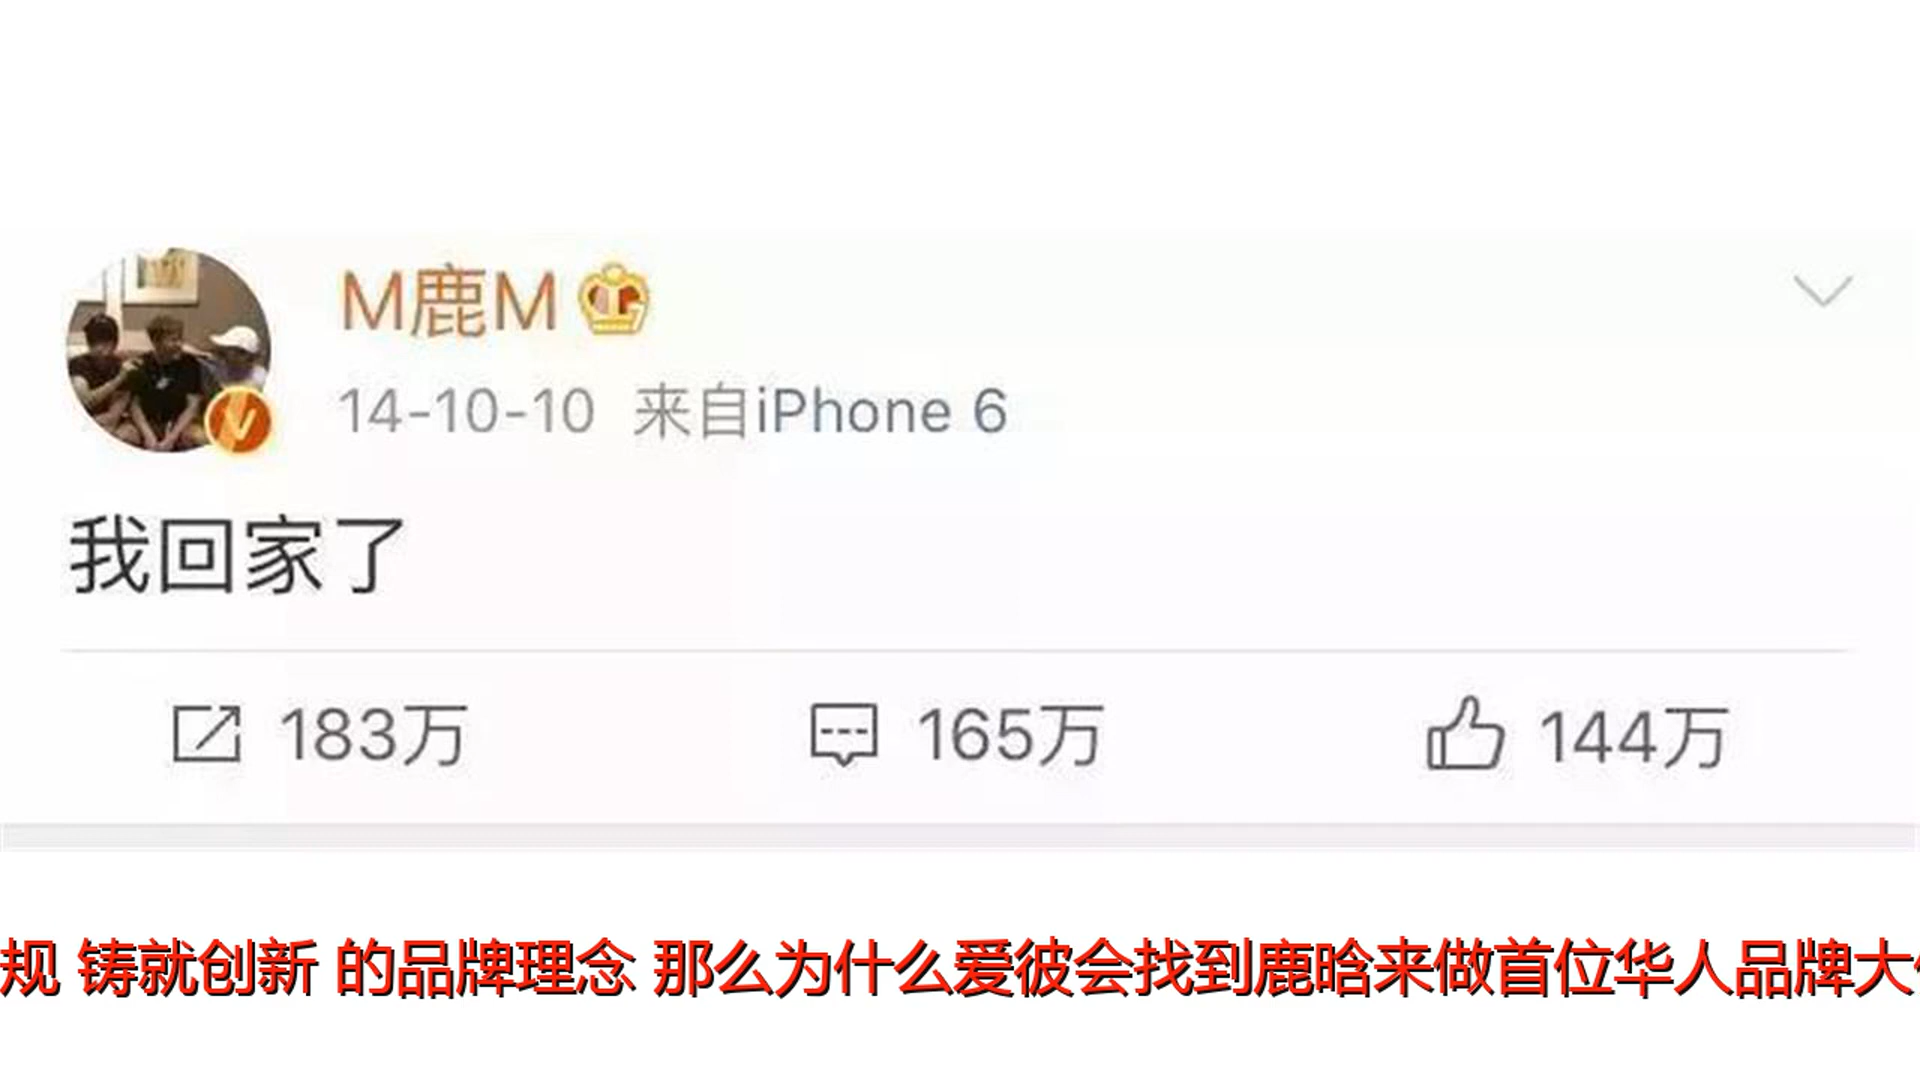 M鹿M
14-10-10 来自iPhone 6
我回家了
183万 165万 144万
规 铸就创新 的品牌理念 那么为什么爱彼会找到鹿晗来做首位华人品牌大